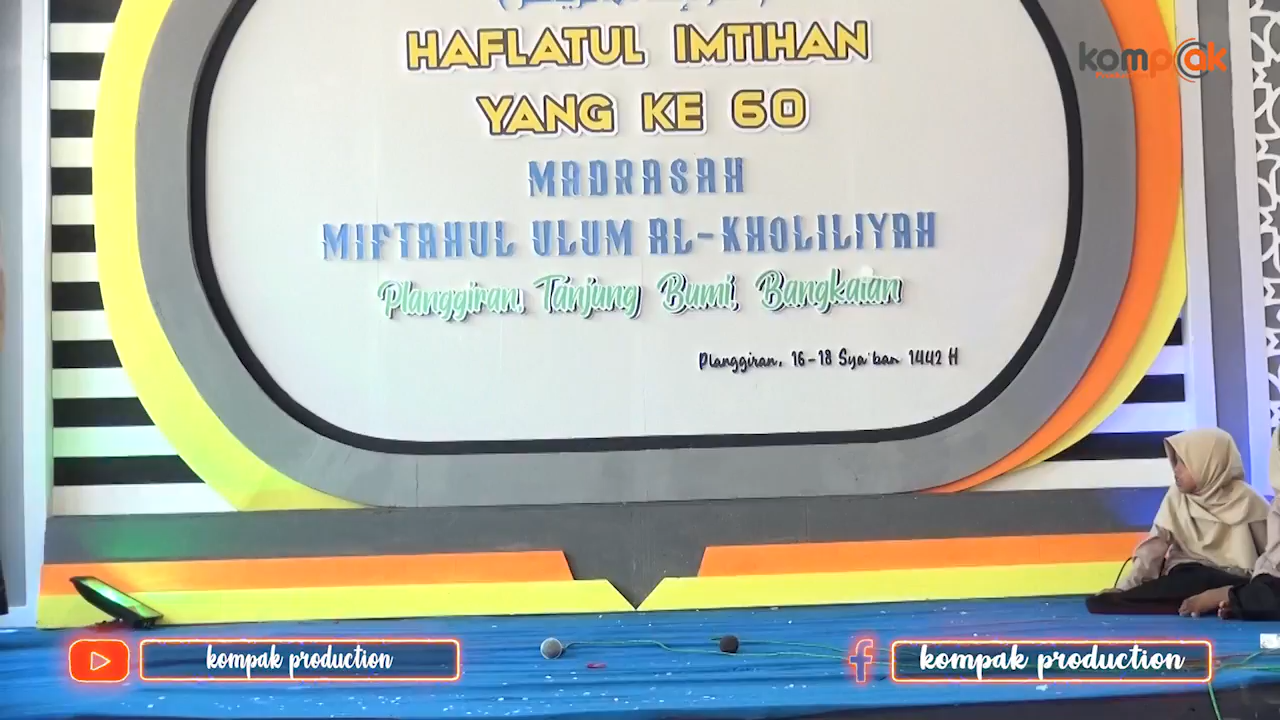 HAFLATUL IMTIHAN
YANG KE 60
MADRASAH
MIFTAHUL ULUM AL-KHOLILIYAH
Planggiran, Tanjung Bumi, Bangkalan
Planggiran, 16-18 Sya'ban 1442 H
kompak
kompak production
kompak production